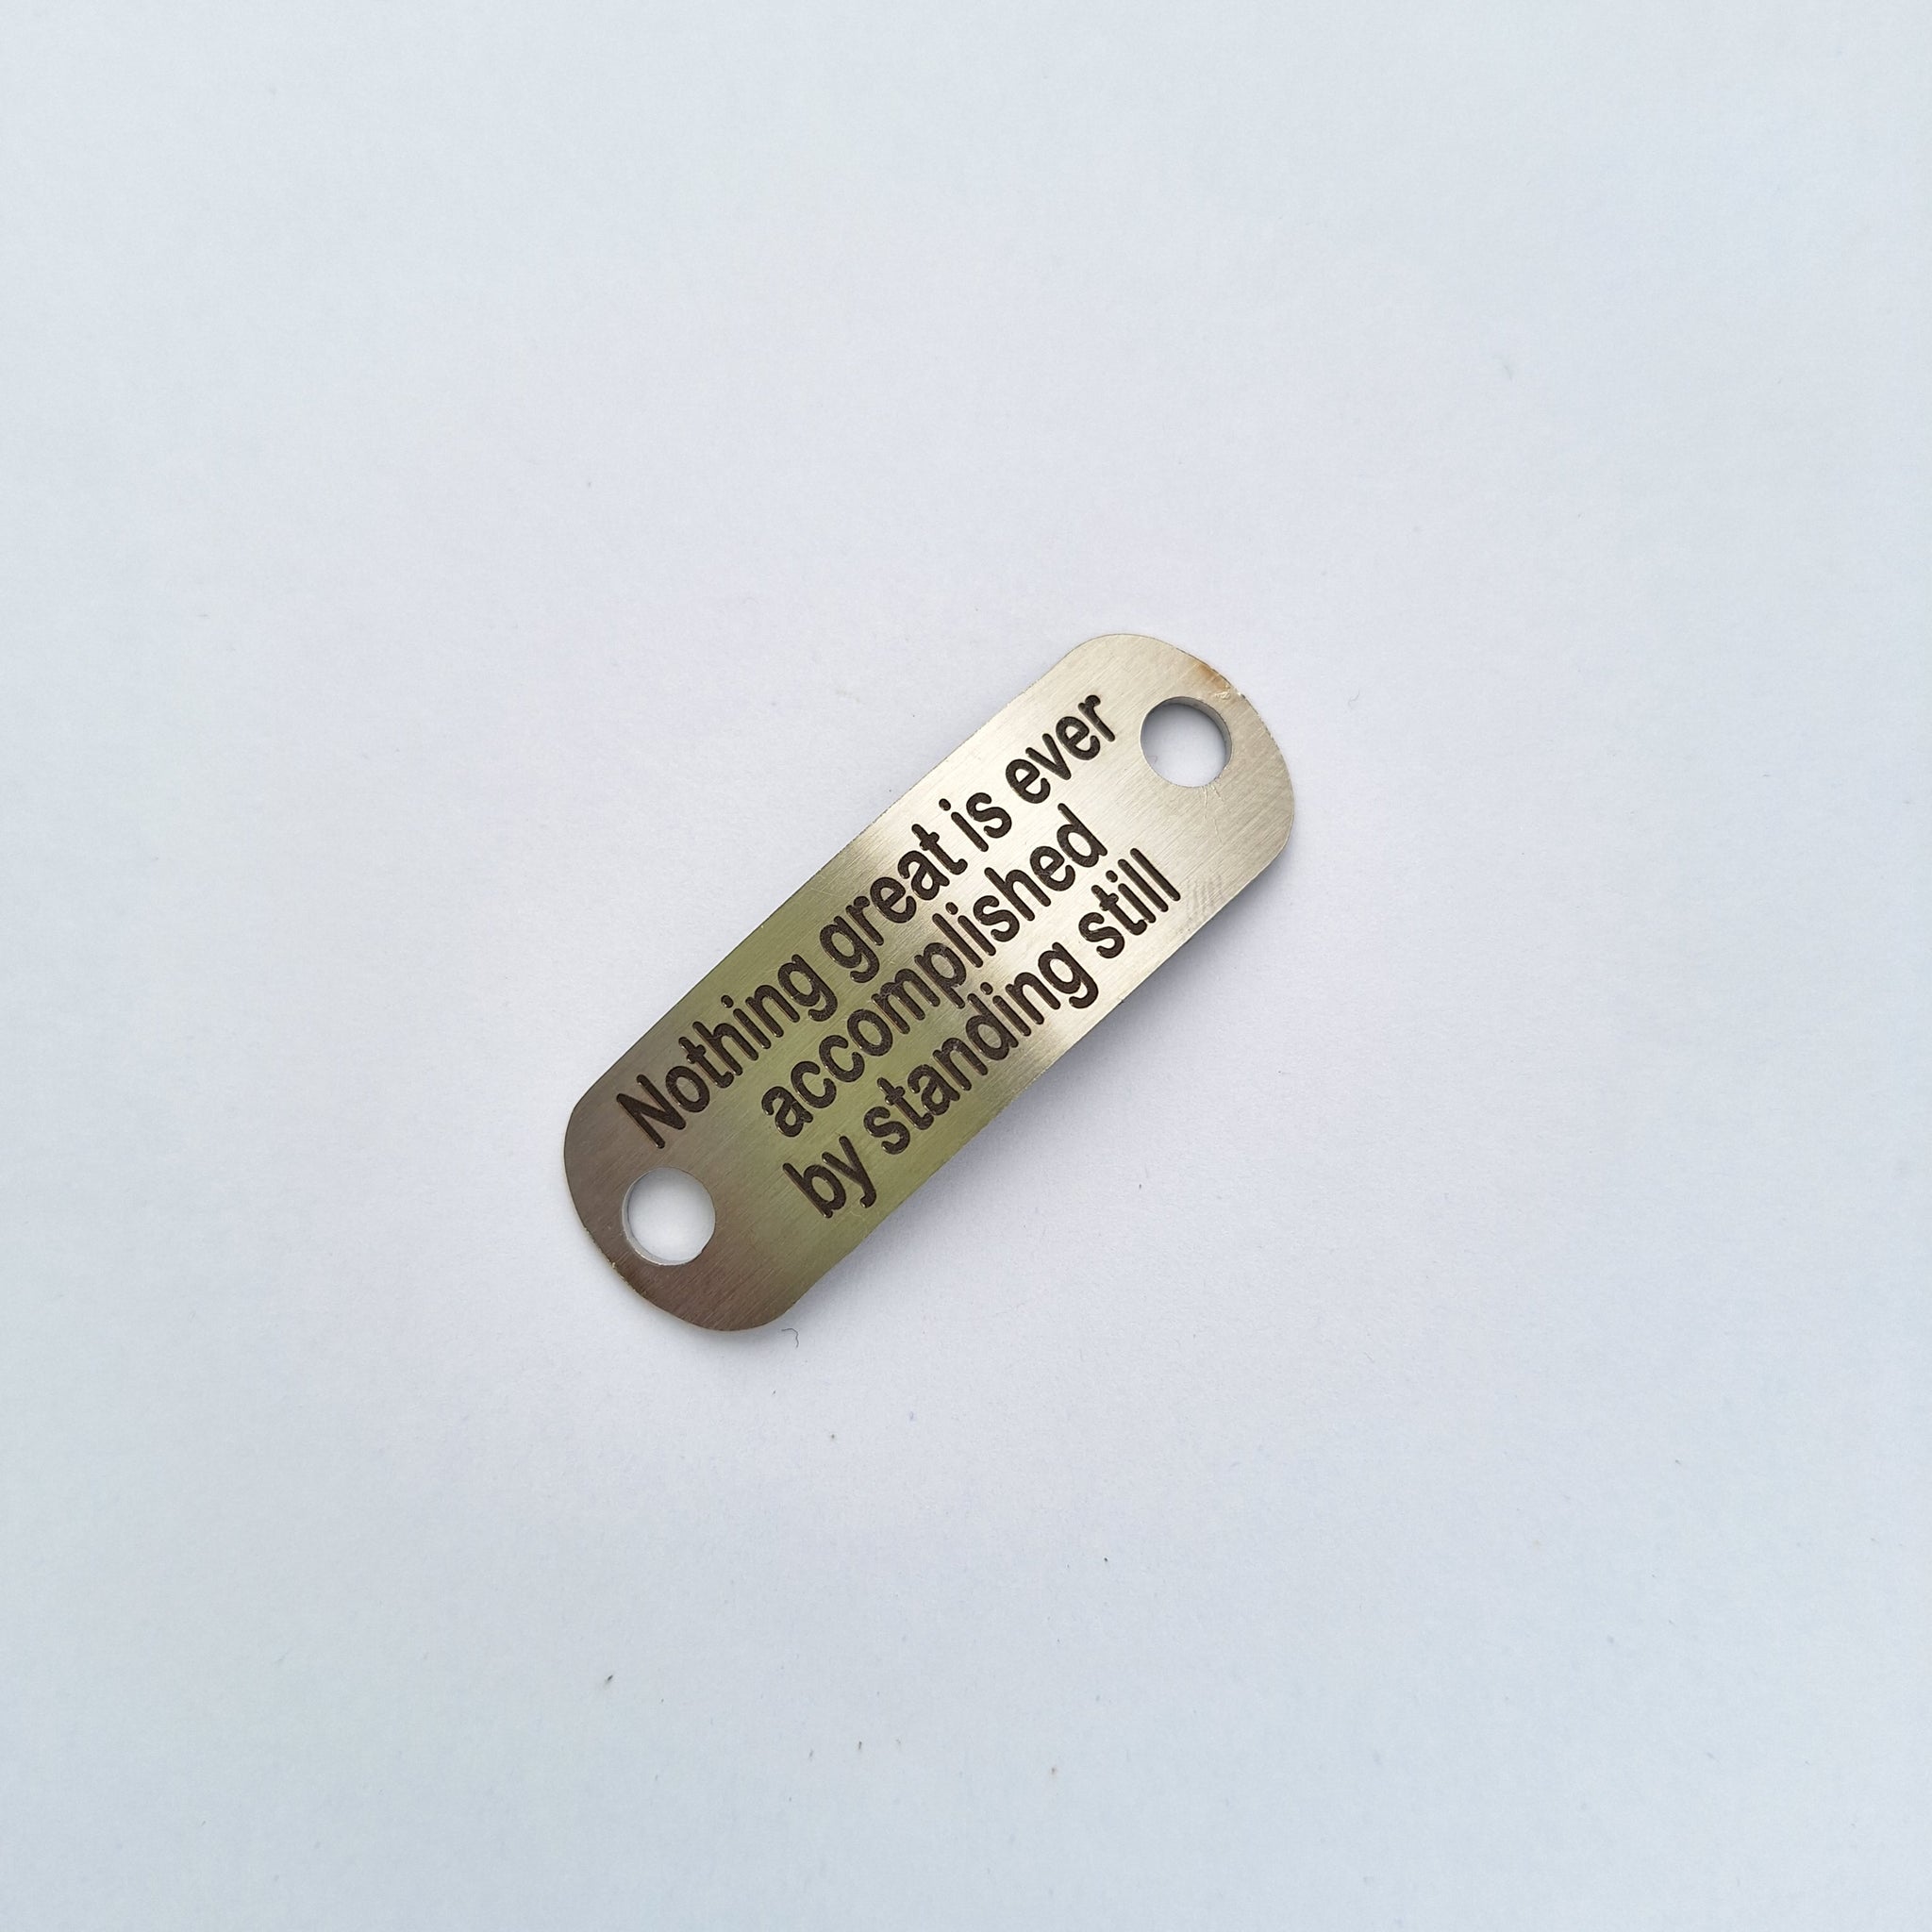 Nothing great is ever
accomplished
by standing still